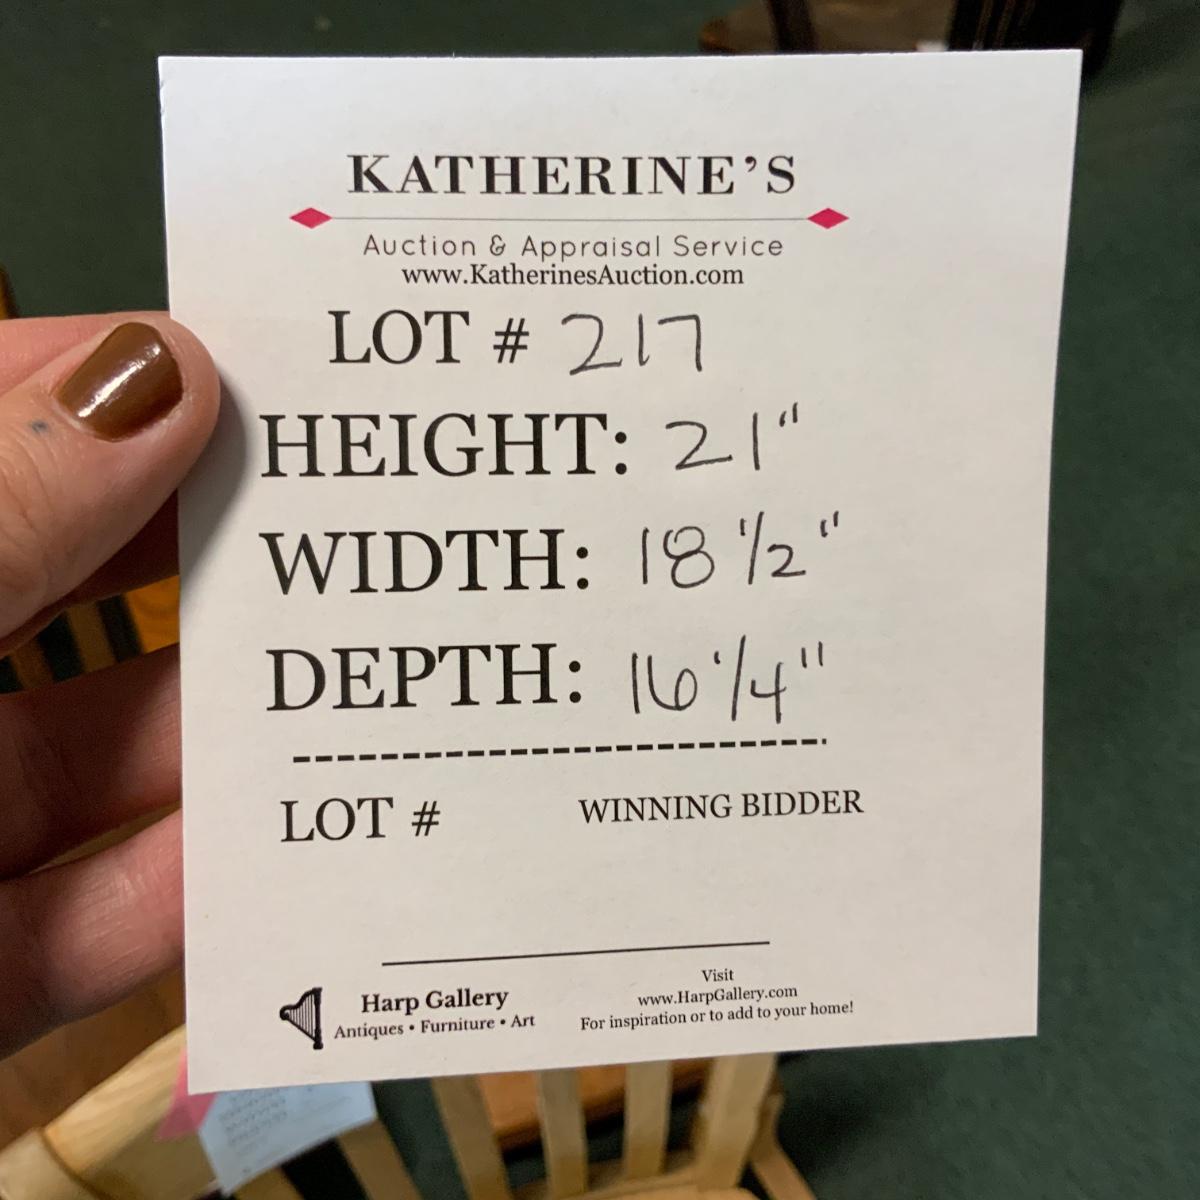 KATHERINE'S
Auction & Appraisal Service
www.KatherinesAuction.com
LOT # 217
HEIGHT: 21"
WIDTH: 18 1/2"
DEPTH: 16 1/4"
LOT # WINNING BIDDER
Harp Gallery
Antiques • Furniture • Art
Visit
www.HarpGallery.com
For inspiration or to add to your home!